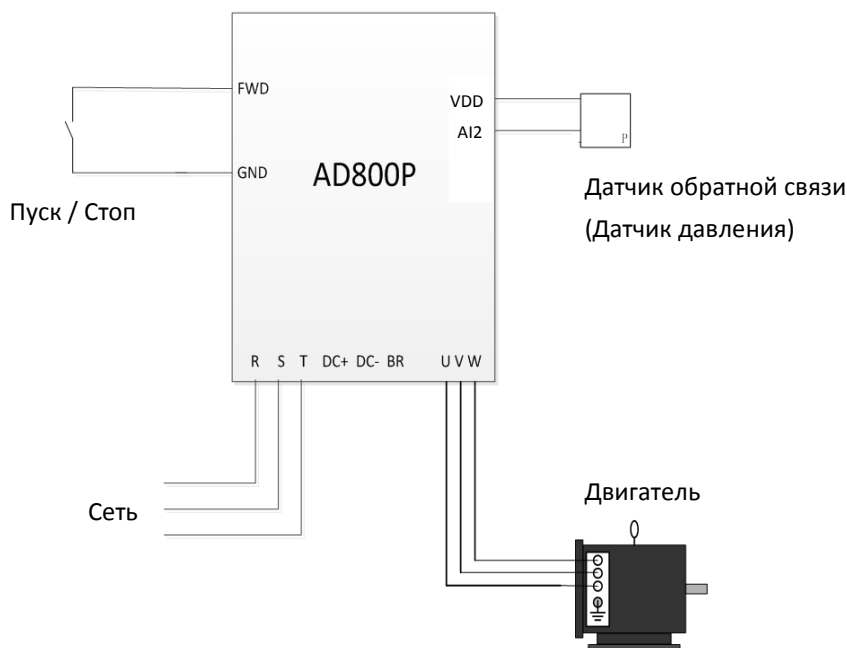 FWD
VDD
AI2
P
GND
AD800P
Датчик обратной связи
(Датчик давления)
Пуск / Стоп
R S T DC+ DC- BR U V W
Двигатель
Сеть